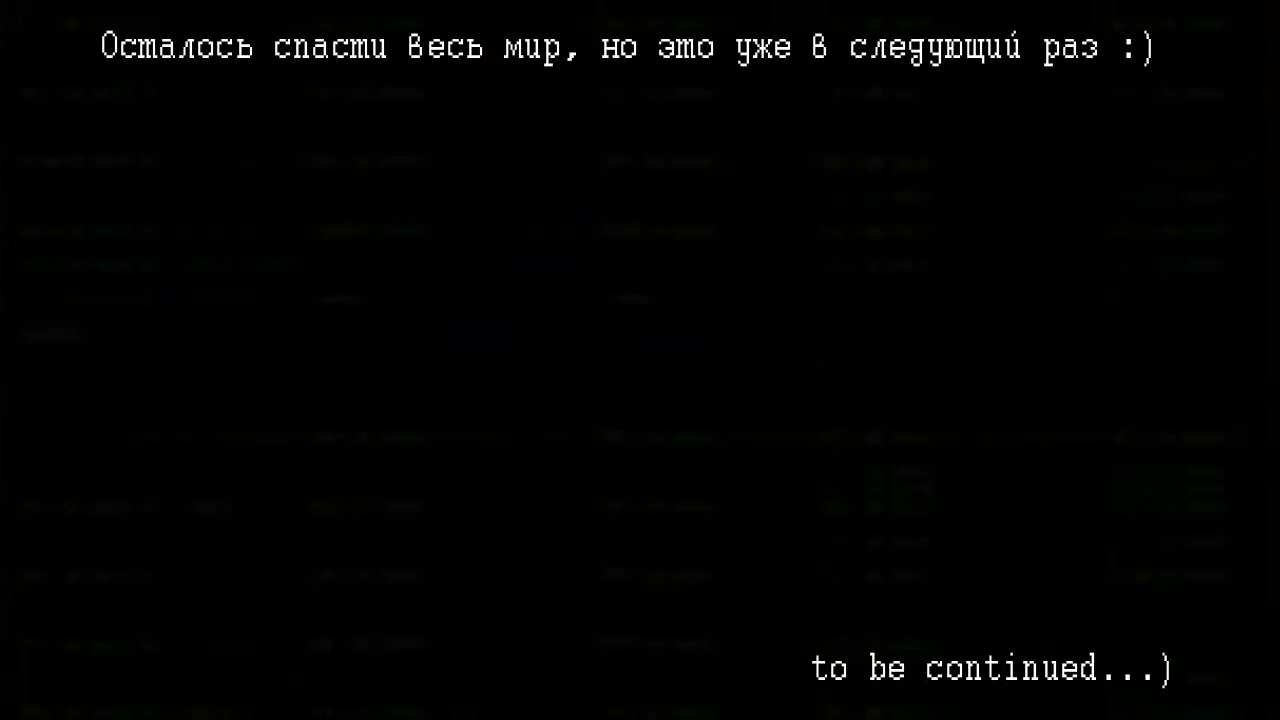 Осталось спасти весь мир, но это уже в следующий раз :)
to be continued...)